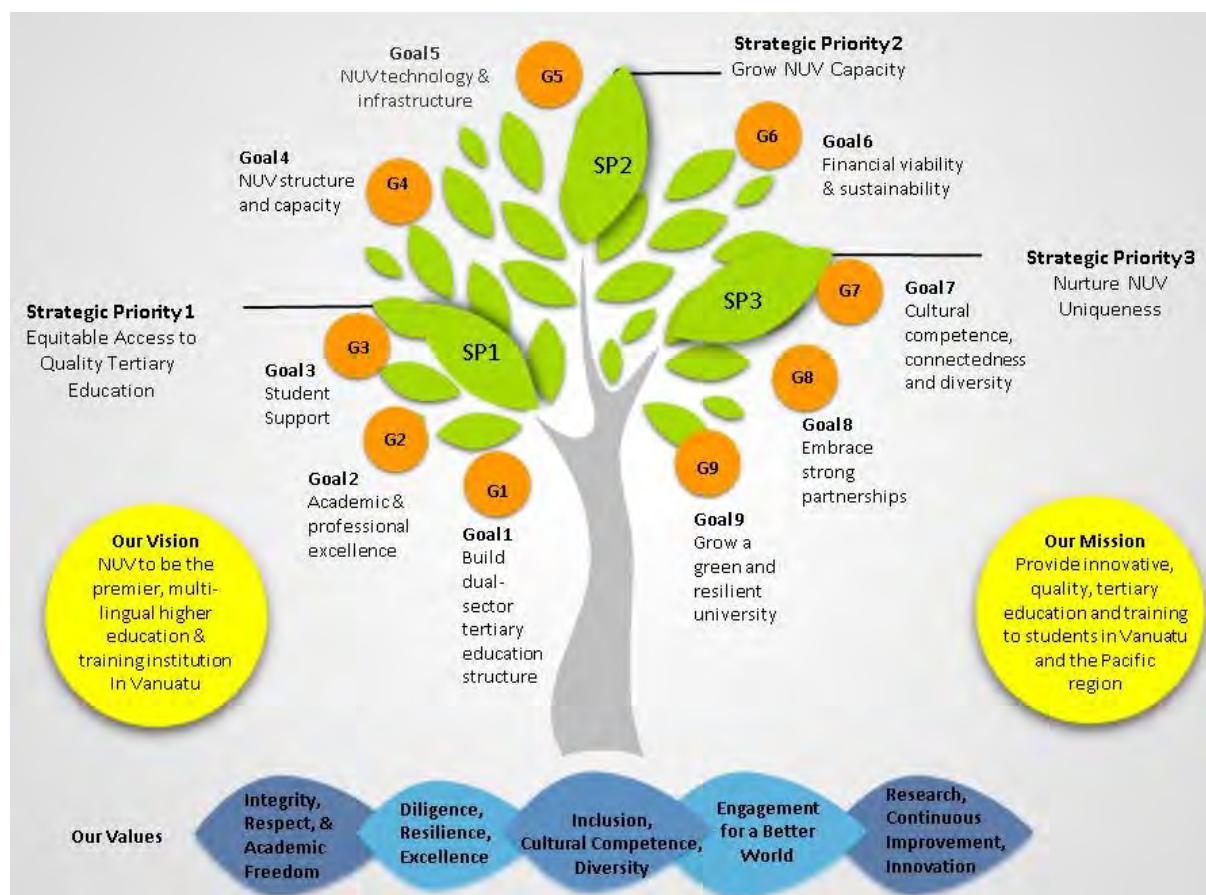 Goal 5
NUV technology &
infrastructure
G5
Strategic Priority 2
Grow NUV Capacity
SP2
G6
Goal 6
Financial viability
& sustainability
Goal 4
NUV structure
and capacity
G4
Strategic Priority 3
Nurture NUV
Uniqueness
SP3
G7
Goal 7
Cultural
competence,
connectedness
and diversity
Strategic Priority 1
Equitable Access to
Quality Tertiary
Education
SP1
G3
Goal 3
Student
Support
G8
Goal 8
Embrace
strong
partnerships
G2
Goal 2
Academic &
professional
excellence
G1
Goal 1
Build
dual-
sector
tertiary
education
structure
G9
Goal 9
Grow a
green and
resilient
university
Our Vision
NUV to be the
premier, multi-
lingual higher
education &
training institution
In Vanuatu
Our Mission
Provide innovative,
quality, tertiary
education and training
to students in Vanuatu
and the Pacific
region
Our Values
Integrity,
Respect, &
Academic
Freedom
Diligence,
Resilience,
Excellence
Inclusion,
Cultural Competence,
Diversity
Engagement
for a Better
World
Research,
Continuous
Improvement,
Innovation